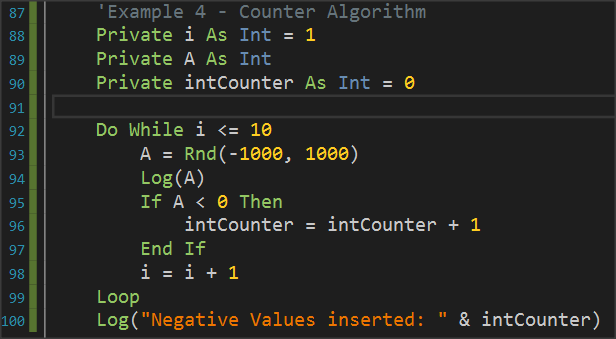 87 'Example 4 - Counter Algorithm
88 Private i As Int = 1
89 Private A As Int
90 Private intCounter As Int = 0
91
92 Do While i <= 10
93 A = Rnd(-1000, 1000)
94 Log(A)
95 If A < 0 Then
96 intCounter = intCounter + 1
97 End If
98 i = i + 1
99 Loop
100 Log("Negative Values inserted: " & intCounter)